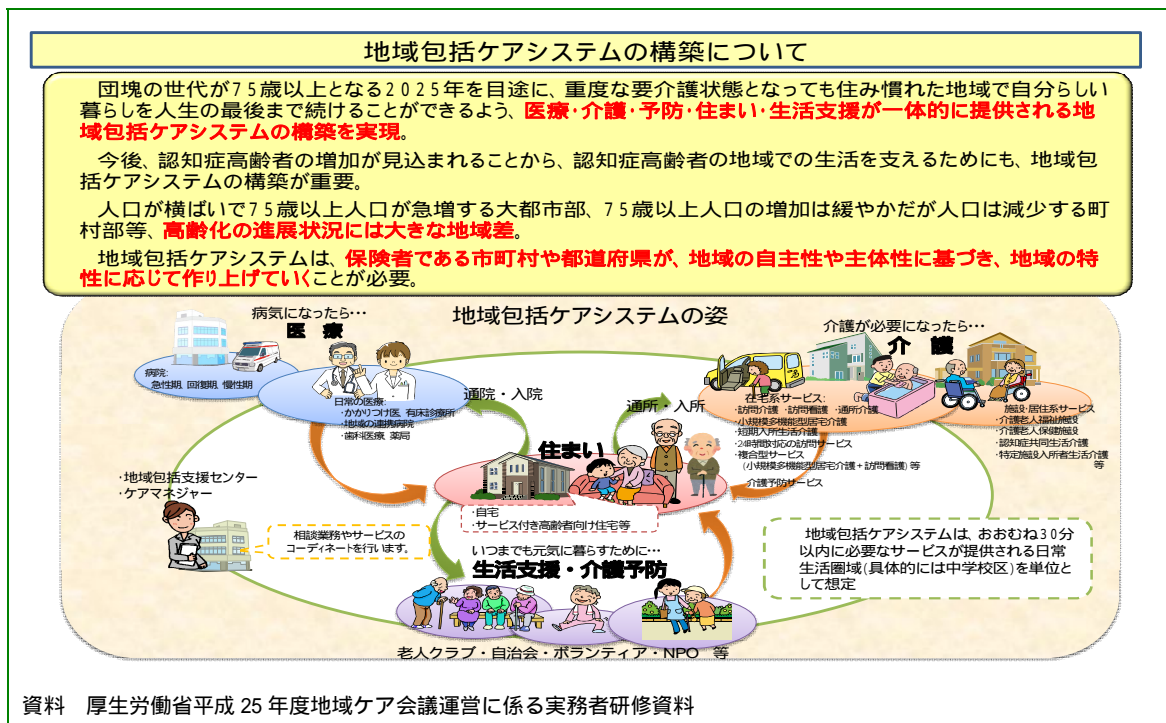 地域包括ケアシステムの構築について
団塊の世代が75歳以上となる2025年を目途に、重度な要介護状態となっても住み慣れた地域で自分らしい
暮らしを人生の最後まで続けることができるよう、医療・介護・予防・住まい・生活支援が一体的に提供される地
域包括ケアシステムの構築を実現。
今後、認知症高齢者の増加が見込まれることから、認知症高齢者の地域での生活を支えるためにも、地域包
括ケアシステムの構築が重要。
人口が横ばいで75歳以上人口が急増する大都市部、75歳以上人口の増加は緩やかだが人口は減少する町
村部等、高齢化の進展状況には大きな地域差。
地域包括ケアシステムは、保険者である市町村や都道府県が、地域の自主性や主体性に基づき、地域の特
性に応じて作り上げていくことが必要。
地域包括ケアシステムの姿
病気になったら…
医 療
病院:
急性期、回復期、慢性期
日常の医療:
・かかりつけ医、有床診療所
・地域の連携病院
・歯科医療、薬局
通院・入院
通所・入所
介護が必要になったら…
介 護
在宅系サービス:
・訪問介護 ・訪問看護 ・通所介護
・小規模多機能型居宅介護
・短期入所生活介護
・24時間対応の訪問サービス
・複合型サービス
(小規模多機能型居宅介護+訪問看護) 等
介護予防サービス
施設・居住系サービス
・介護老人福祉施設
・介護老人保健施設
・認知症共同生活介護
・特定施設入所者生活介護
等
住まい
・自宅
・サービス付き高齢者向け住宅等
・地域包括支援センター
・ケアマネジャー
相談業務やサービスの
コーディネートを行います。
いつまでも元気に暮らすために…
生活支援・介護予防
老人クラブ・自治会・ボランティア・NPO 等
地域包括ケアシステムは、おおむね30分
以内に必要なサービスが提供される日常
生活圏域(具体的には中学校区)を単位と
して想定
資料 厚生労働省平成 25 年度地域ケア会議運営に係る実務者研修資料